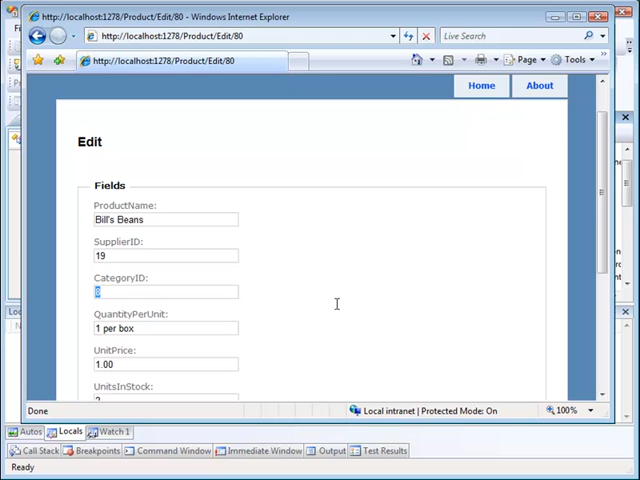 http://localhost:1278/Product/Edit/80 - Windows Internet Explorer
http://localhost:1278/Product/Edit/80
Live Search
http://localhost:1278/Product/Edit/80
Page
Tools
Home
About
Edit
Fields
ProductName:
Bill's Beans
SupplierID:
19
CategoryID:
8
QuantityPerUnit:
1 per box
UnitPrice:
1.00
UnitsInStock:
Done
Local intranet | Protected Mode: On
100%
Autos
Locals
Watch 1
Call Stack
Breakpoints
Command Window
Immediate Window
Output
Test Results
Ready